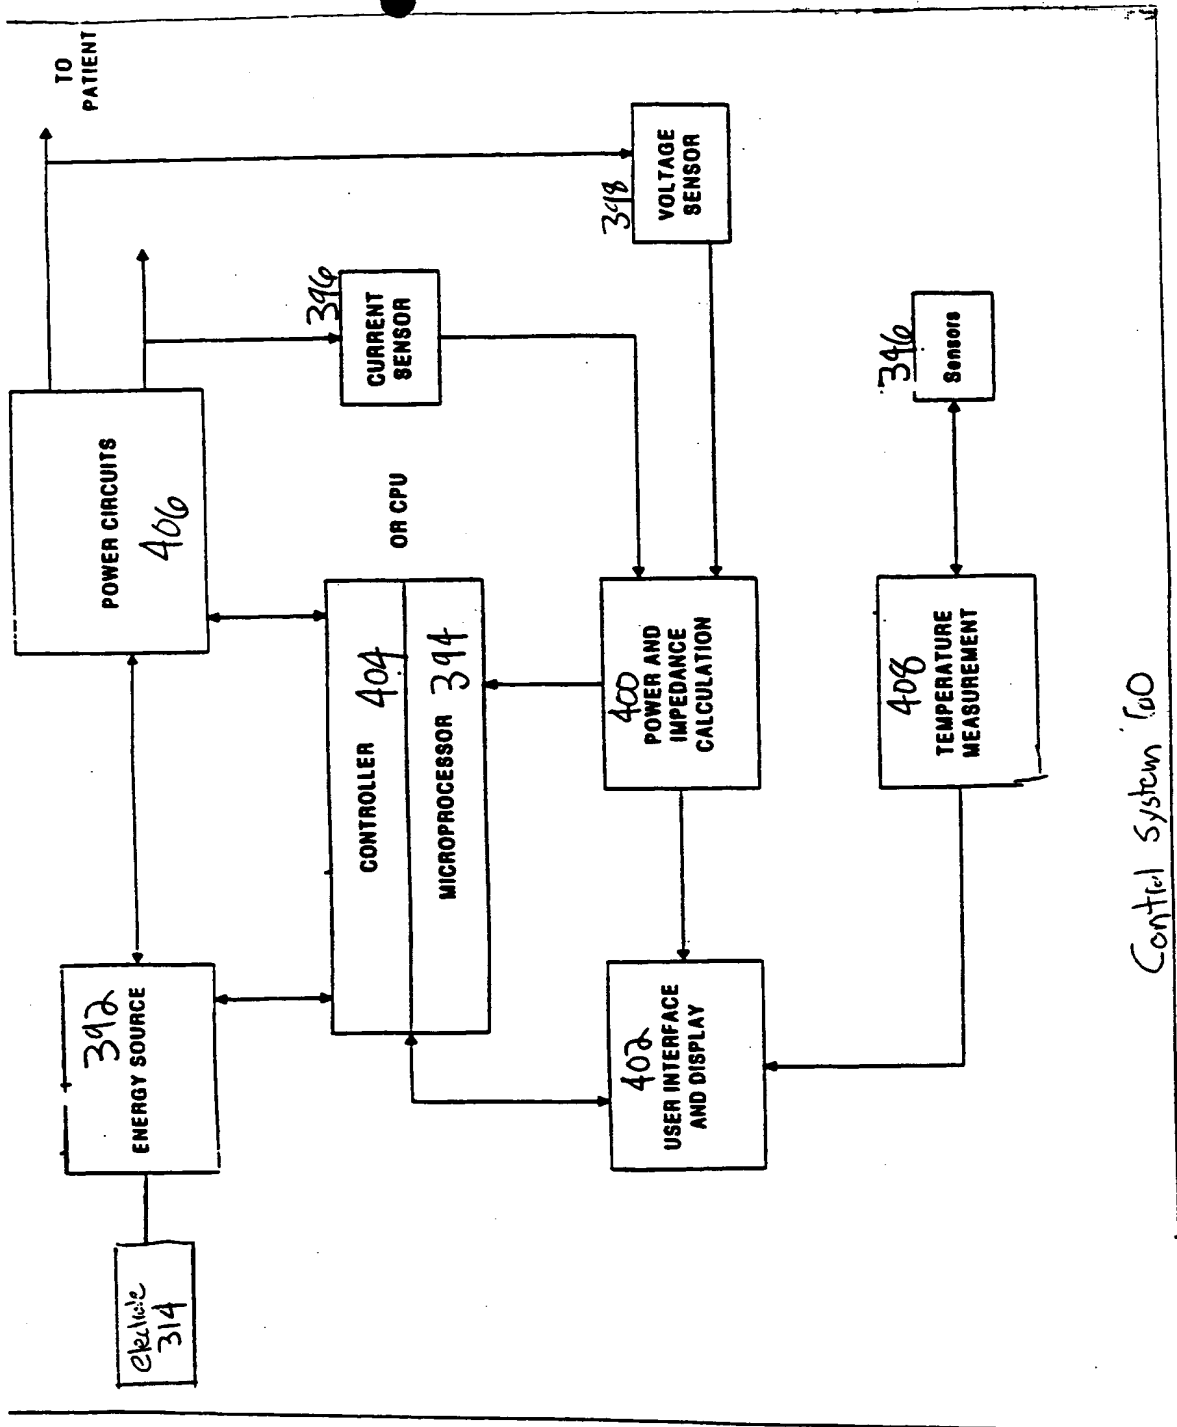 TO
PATIENT
POWER CIRCUITS
406
396
CURRENT
SENSOR
398
VOLTAGE
SENSOR
OR CPU
CONTROLLER 404
MICROPROCESSOR 394
392
ENERGY SOURCE
electrode
314
400
POWER AND
IMPEDANCE
CALCULATION
402
USER INTERFACE
AND DISPLAY
346
Sensors
408
TEMPERATURE
MEASUREMENT
Control System